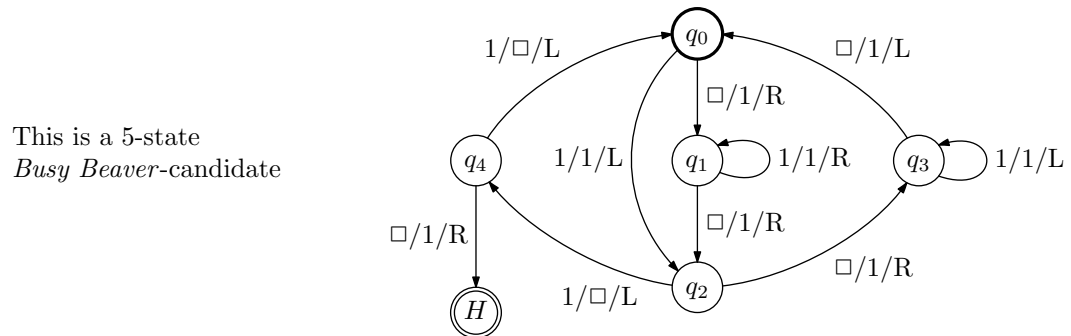 q₀
1/□/L
□/1/L
□/1/R
This is a 5-state
Busy Beaver-candidate
q₄
1/1/L
q₁
1/1/R
q₃
1/1/L
□/1/R
□/1/R
□/1/R
1/□/L
q₂
H